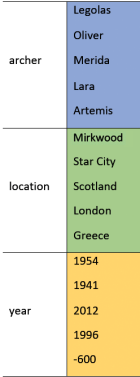 archer
Legolas
Oliver
Merida
Lara
Artemis
location
Mirkwood
Star City
Scotland
London
Greece
year
1954
1941
2012
1996
-600